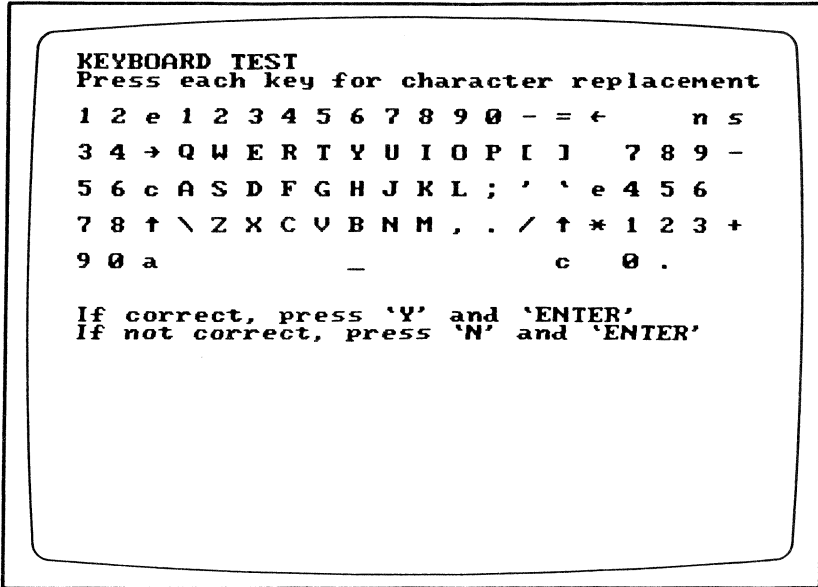 KEYBOARD TEST
Press each key for character replacement
1 2 e 1 2 3 4 5 6 7 8 9 0 - = ← n s
3 4 → Q W E R T Y U I O P [ ] 7 8 9 -
5 6 c A S D F G H J K L ; ' ` e 4 5 6
7 8 ↑ \ Z X C V B N M , . / ↑ * 1 2 3 +
9 0 a _ c 0 .
If correct, press 'Y' and 'ENTER'
If not correct, press 'N' and 'ENTER'